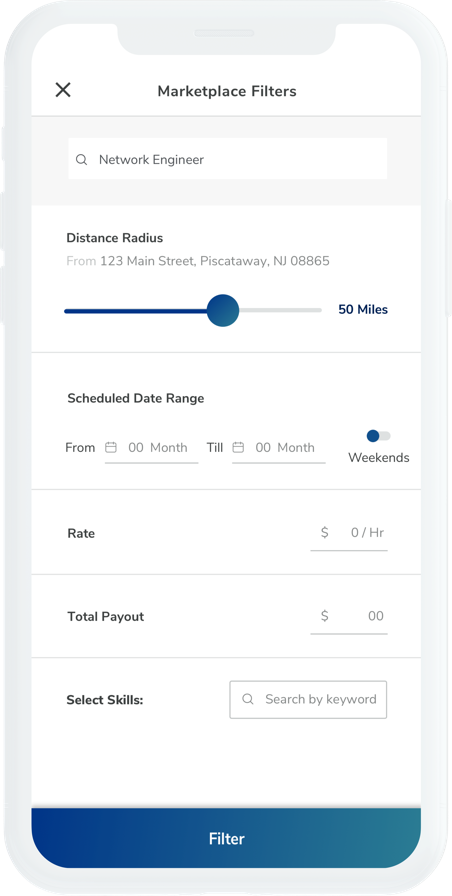 Marketplace Filters
Network Engineer
Distance Radius
From 123 Main Street, Piscataway, NJ 08865
50 Miles
Scheduled Date Range
From 00 Month Till 00 Month
Weekends
Rate $ 0 / Hr
Total Payout $ 00
Select Skills: Search by keyword
Filter